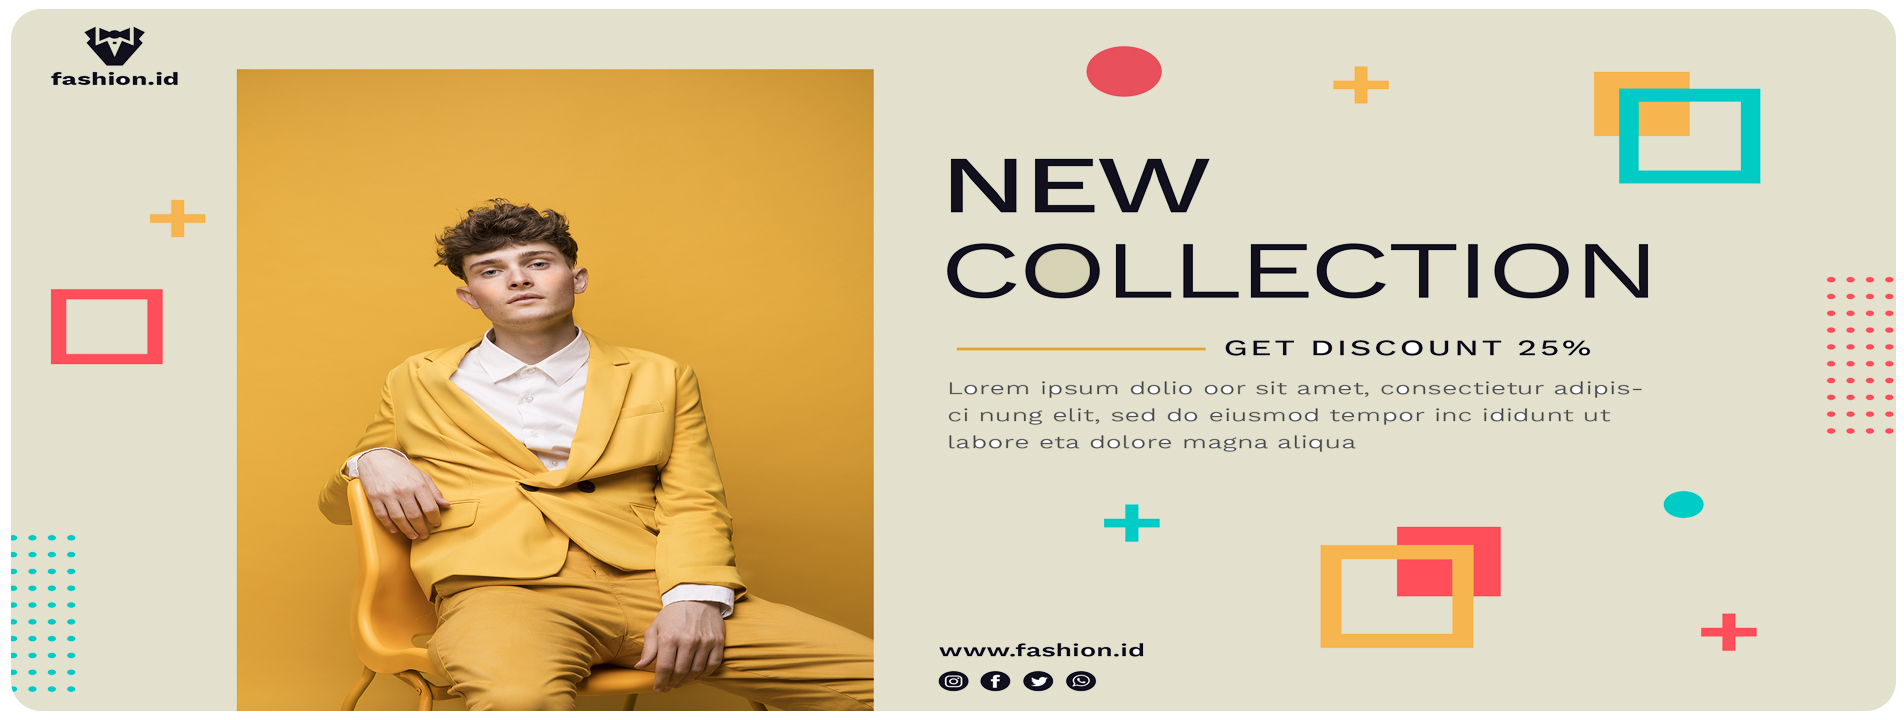 fashion.id
NEW
COLLECTION
GET DISCOUNT 25%
Lorem ipsum dolio oor sit amet, consectietur adipis-
ci nung elit, sed do eiusmod tempor inc ididunt ut
labore eta dolore magna aliqua
www.fashion.id